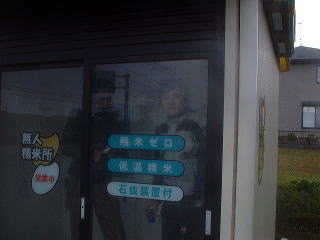 無人
精米所
営業中
残米ゼロ
低温精米
石抜装置付